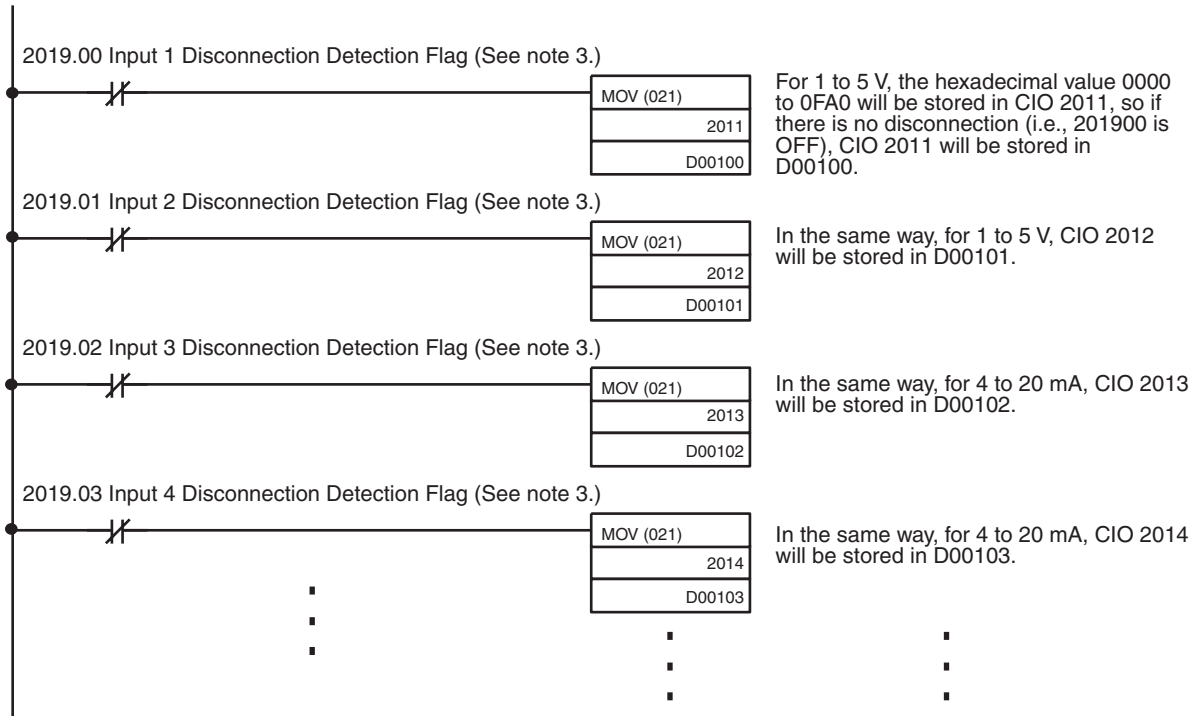 2019.00 Input 1 Disconnection Detection Flag (See note 3.)
MOV (021)
2011
D00100
For 1 to 5 V, the hexadecimal value 0000
to 0FA0 will be stored in CIO 2011, so if
there is no disconnection (i.e., 201900 is
OFF), CIO 2011 will be stored in
D00100.
2019.01 Input 2 Disconnection Detection Flag (See note 3.)
MOV (021)
2012
D00101
In the same way, for 1 to 5 V, CIO 2012
will be stored in D00101.
2019.02 Input 3 Disconnection Detection Flag (See note 3.)
MOV (021)
2013
D00102
In the same way, for 4 to 20 mA, CIO 2013
will be stored in D00102.
2019.03 Input 4 Disconnection Detection Flag (See note 3.)
MOV (021)
2014
D00103
In the same way, for 4 to 20 mA, CIO 2014
will be stored in D00103.